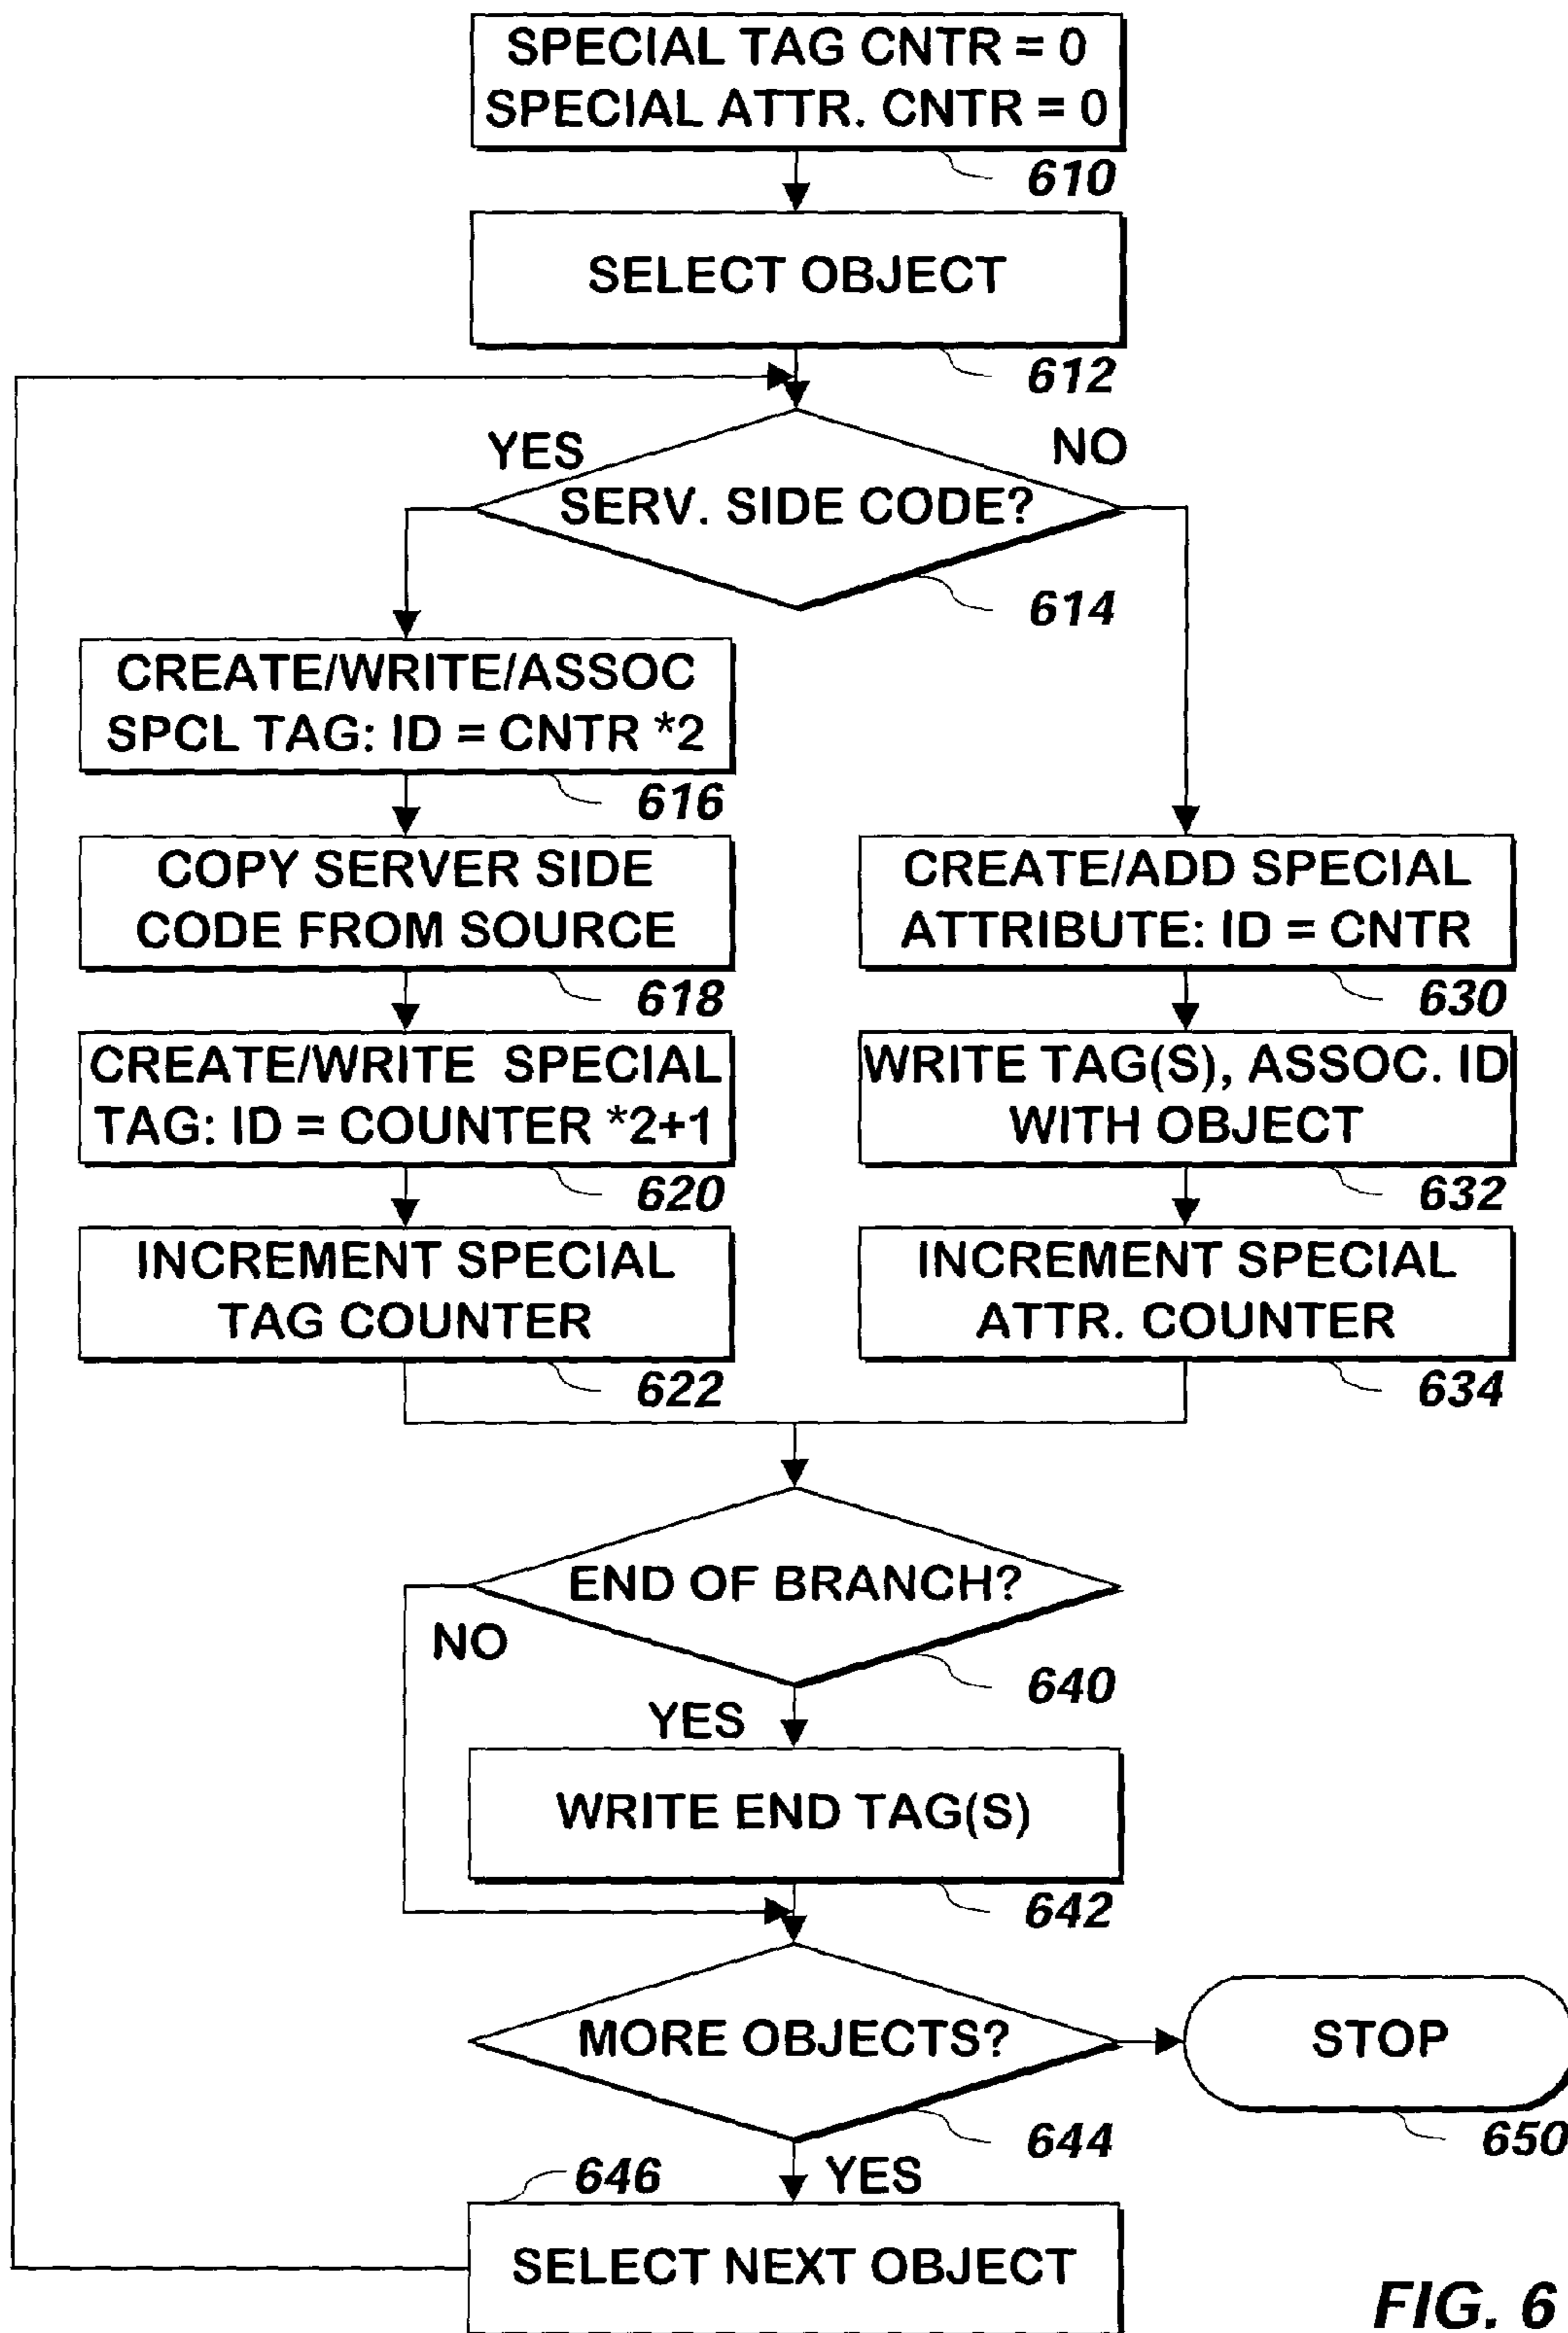 SPECIAL TAG CNTR = 0
SPECIAL ATTR. CNTR = 0
610
SELECT OBJECT
612
YES
NO
SERV. SIDE CODE?
614
CREATE/WRITE/ASSOC
SPCL TAG: ID = CNTR *2
616
COPY SERVER SIDE
CODE FROM SOURCE
618
CREATE/ADD SPECIAL
ATTRIBUTE: ID = CNTR
630
CREATE/WRITE SPECIAL
TAG: ID = COUNTER *2+1
620
WRITE TAG(S), ASSOC. ID
WITH OBJECT
632
INCREMENT SPECIAL
TAG COUNTER
622
INCREMENT SPECIAL
ATTR. COUNTER
634
END OF BRANCH?
NO
640
YES
WRITE END TAG(S)
642
MORE OBJECTS?
STOP
644
650
646
YES
SELECT NEXT OBJECT
FIG. 6